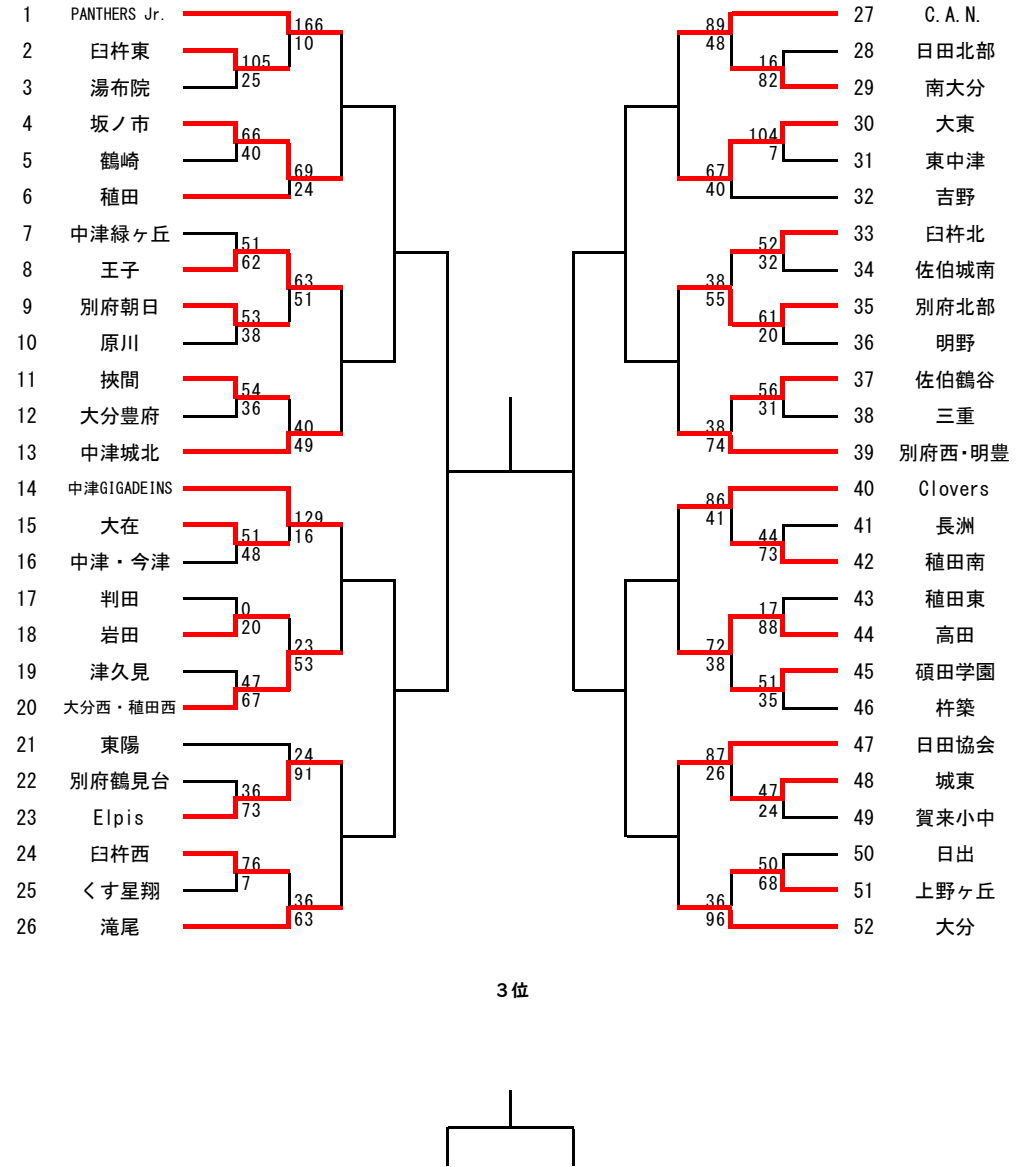 1 PANTHERS Jr. 166 89 27 C.A.N.
10 48
2 臼杵東 105 16 28 日田北部
3 湯布院 25 82 29 南大分
4 坂ノ市 66 104 30 大東
5 鶴崎 40 7 31 東中津
69 67
6 稙田 24 40 32 吉野
7 中津緑ヶ丘 51 52 33 臼杵北
8 王子 62 32 34 佐伯城南
63 38
9 別府朝日 51 55 35 別府北部
53 61
10 原川 38 20 36 明野
11 挾間 54 56 37 佐伯鶴谷
12 大分豊府 36 31 38 三重
40 38
13 中津城北 49 74 39 別府西・明豊
14 中津GIGADEINS 86 40 Clovers
129 41
15 大在 51 16 44 41 長洲
16 中津・今津 48 73 42 稙田南
17 判田 0 17 43 稙田東
18 岩田 20 88 44 高田
23 72
19 津久見 47 53 38 51 45 碩田学園
20 大分西・稙田西 67 35 46 杵築
21 東陽 24 87 47 日田協会
91 26
22 別府鶴見台 36 47 48 城東
23 Elpis 73 24 49 賀来小中
24 臼杵西 76 50 50 日出
25 くす星翔 7 68 51 上野ヶ丘
36 36
26 滝尾 63 96 52 大分
３位